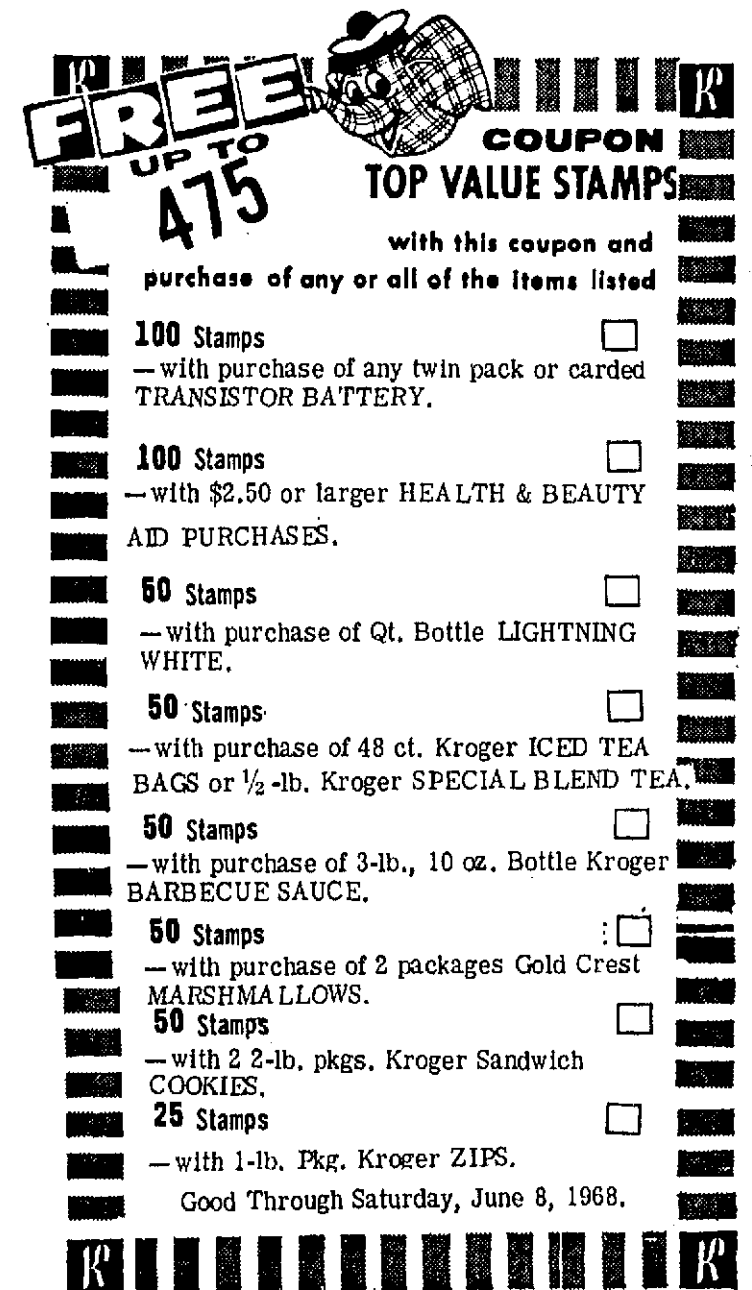 K
K
FREE
UP TO
475
COUPON
TOP VALUE STAMPS
with this coupon and
purchase of any or all of the items listed
100 Stamps
—with purchase of any twin pack or carded
TRANSISTOR BATTERY.
100 Stamps
—with $2.50 or larger HEALTH & BEAUTY
AID PURCHASES.
50 Stamps
—with purchase of Qt. Bottle LIGHTNING
WHITE.
50 Stamps
—with purchase of 48 ct. Kroger ICED TEA
BAGS or ½-lb. Kroger SPECIAL BLEND TEA.
50 Stamps
—with purchase of 3-lb., 10 oz. Bottle Kroger
BARBECUE SAUCE.
50 Stamps
—with purchase of 2 packages Gold Crest
MARSHMALLOWS.
50 Stamps
—with 2 2-lb. pkgs. Kroger Sandwich
COOKIES.
25 Stamps
—with 1-lb. Pkg. Kroger ZIPS.
Good Through Saturday, June 8, 1968.
K
K